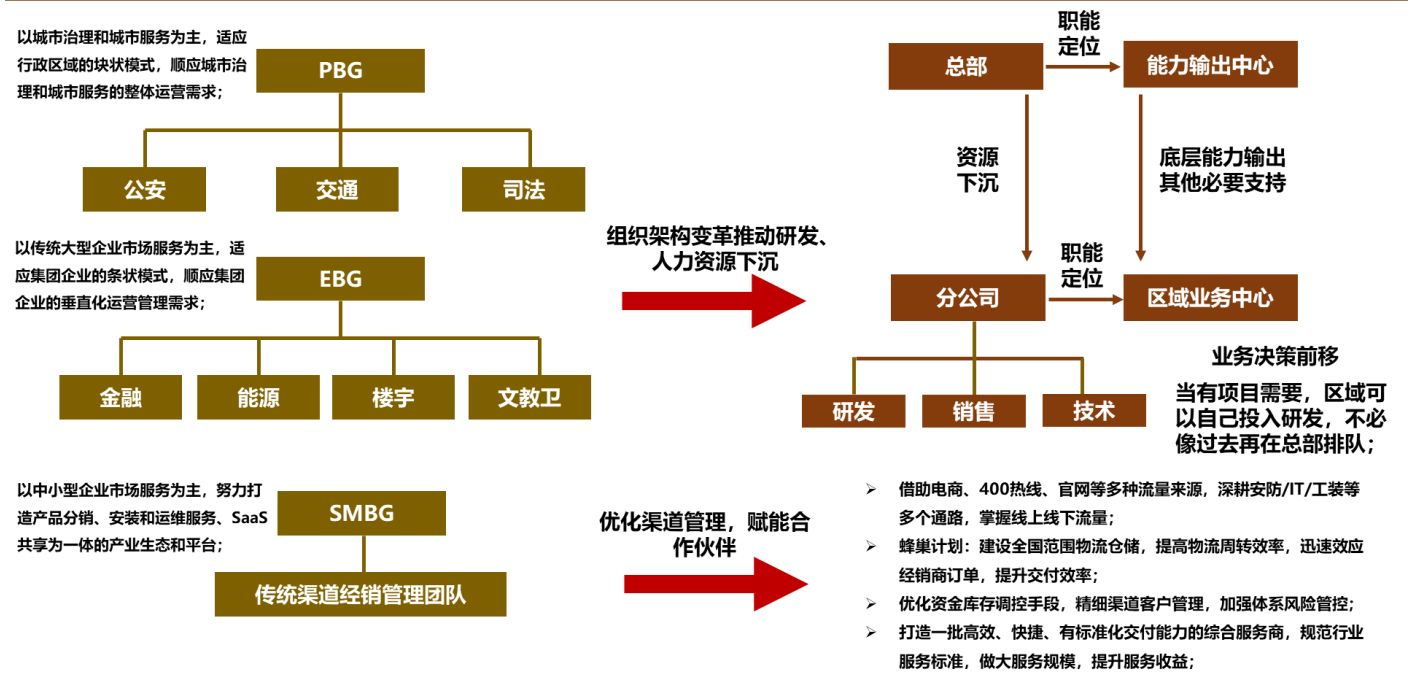 以城市治理和城市服务为主，适应
行政区域的块状模式，顺应城市治
理和城市服务的整体运营需求；
PBG
公安
交通
司法
以传统大型企业市场服务为主，适
应集团企业的条状模式，顺应集团
企业的垂直化运营管理需求；
EBG
金融
能源
楼宇
文教卫
以中小型企业市场服务为主，努力打
造产品分销、安装和运维服务、SaaS
共享为一体的产业生态和平台；
SMBG
传统渠道经销管理团队
组织架构变革推动研发、
人力资源下沉
优化渠道管理，赋能合
作伙伴
总部
职能
定位
能力输出中心
资源
下沉
底层能力输出
其他必要支持
分公司
职能
定位
区域业务中心
研发
销售
技术
业务决策前移
当有项目需要，区域可
以自己投入研发，不必
像过去再在总部排队；
➢ 借助电商、400热线、官网等多种流量来源，深耕安防/IT/工装等
多个通路，掌握线上线下流量；
➢ 蜂巢计划：建设全国范围物流仓储，提高物流周转效率，迅速效应
经销商订单，提升交付效率；
➢ 优化资金库存调控手段，精细渠道客户管理，加强体系风险管控；
➢ 打造一批高效、快捷、有标准化交付能力的综合服务商，规范行业
服务标准，做大服务规模，提升服务收益；